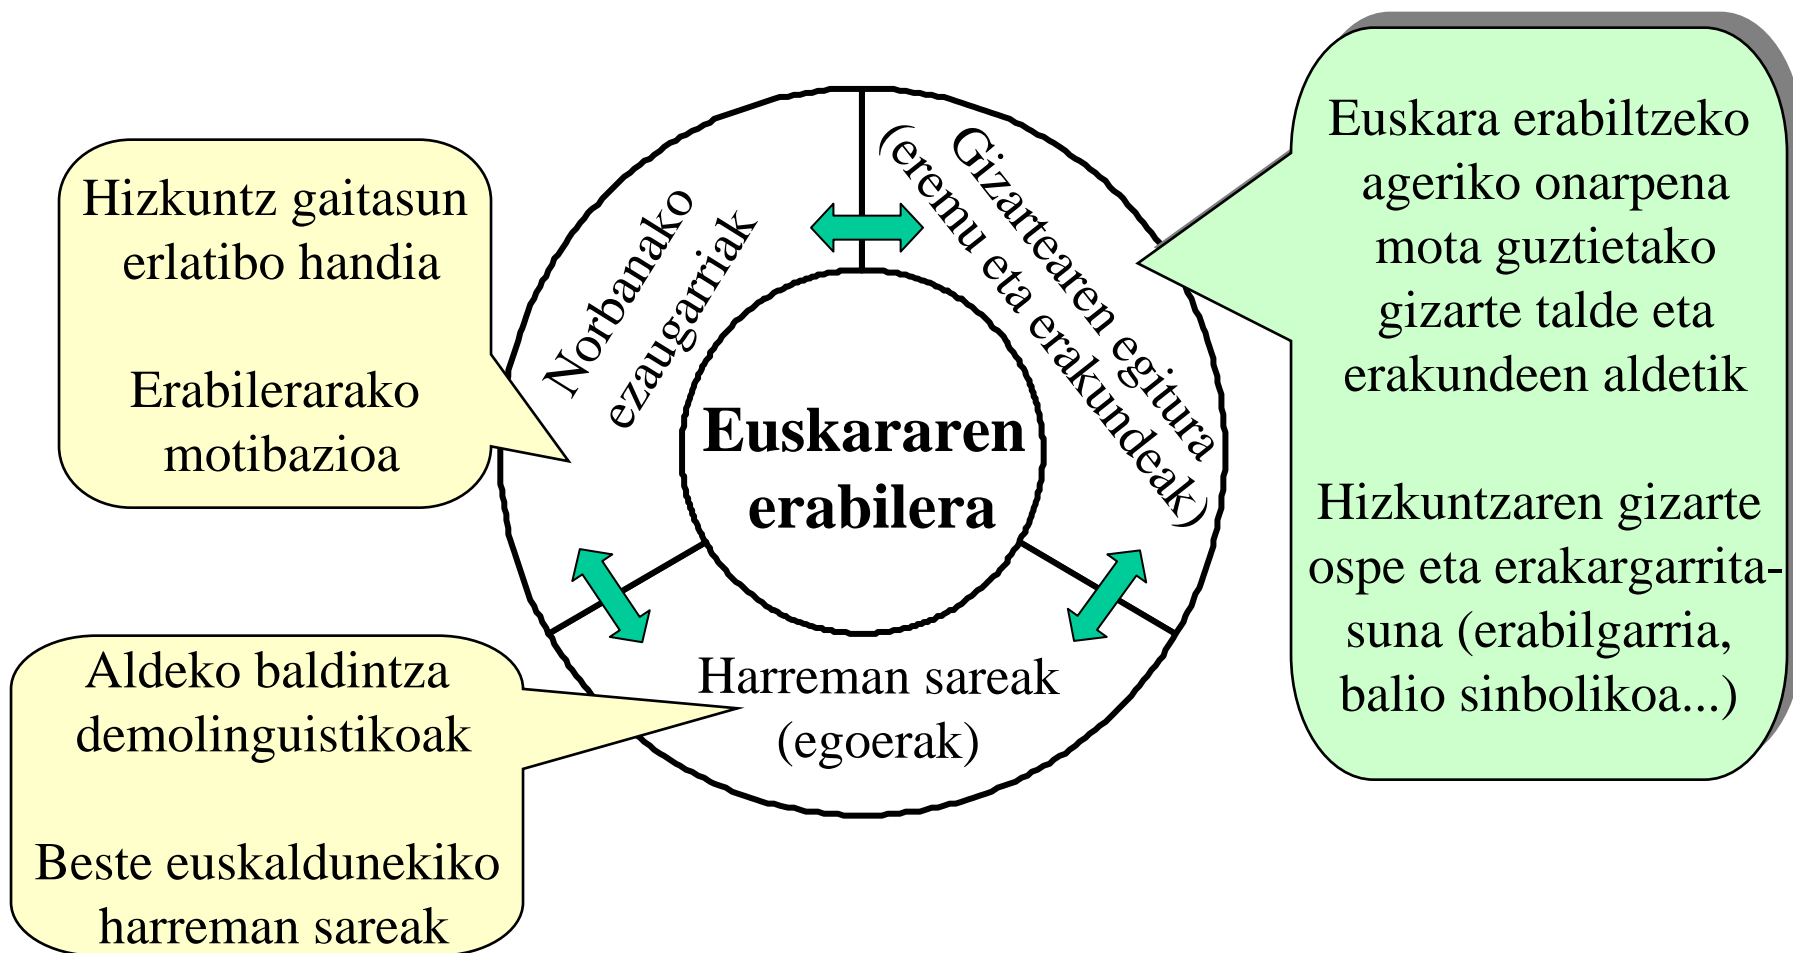 Hizkuntz gaitasun
erlatibo handia
Erabilerarako
motibazioa
Norbanako
ezaugarriak
Gizartearen egitura
(eremu eta erakundeak)
Euskararen
erabilera
Harreman sareak
(egoerak)
Aldeko baldintza
demolinguistikoak
Beste euskaldunekiko
harreman sareak
Euskara erabiltzeko
ageriko onarpena
mota guztietako
gizarte talde eta
erakundeen aldetik
Hizkuntzaren gizarte
ospe eta erakargarrita-
suna (erabilgarria,
balio sinbolikoa...)